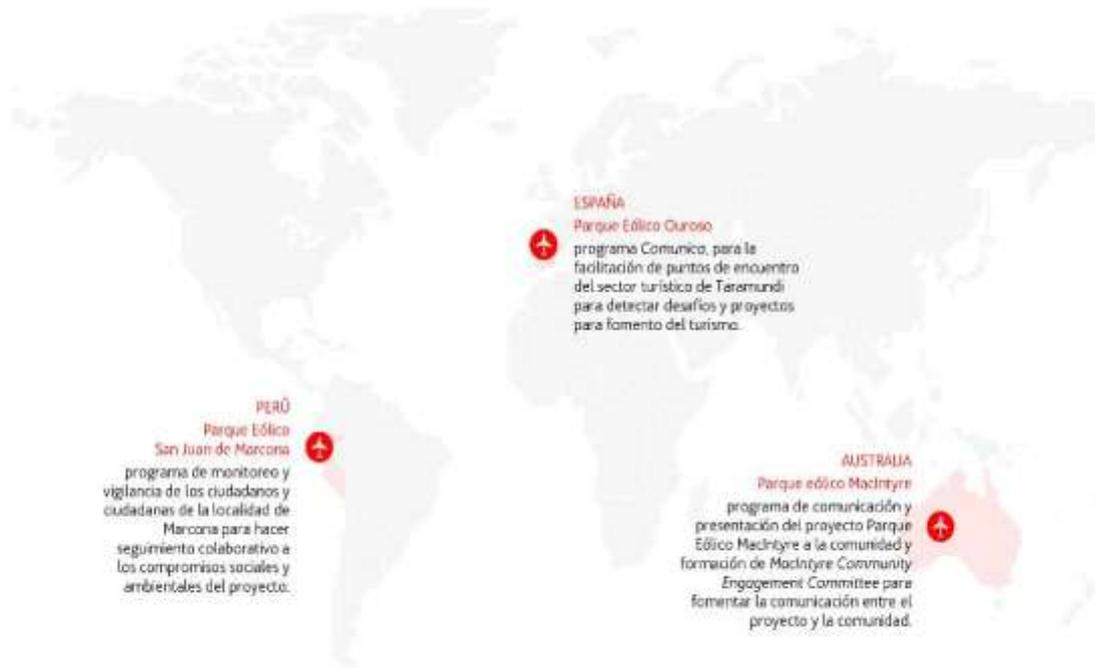 ESPAÑA
Parque Eólico Ouroso
programa Comunica, para la
facilitación de puntos de encuentro
del sector turístico de Taramundi
para detectar desafíos y proyectos
para fomento del turismo.
PERÚ
Parque Eólico
San Juan de Marcona
programa de monitoreo y
vigilancia de los ciudadanos y
ciudadanas de la localidad de
Marcona para hacer
seguimiento colaborativo a
los compromisos sociales y
ambientales del proyecto.
AUSTRALIA
Parque eólico MacIntyre
programa de comunicación y
presentación del proyecto Parque
Eólico MacIntyre a la comunidad y
formación de MacIntyre Community
Engagement Committee para
fomentar la comunicación entre el
proyecto y la comunidad.